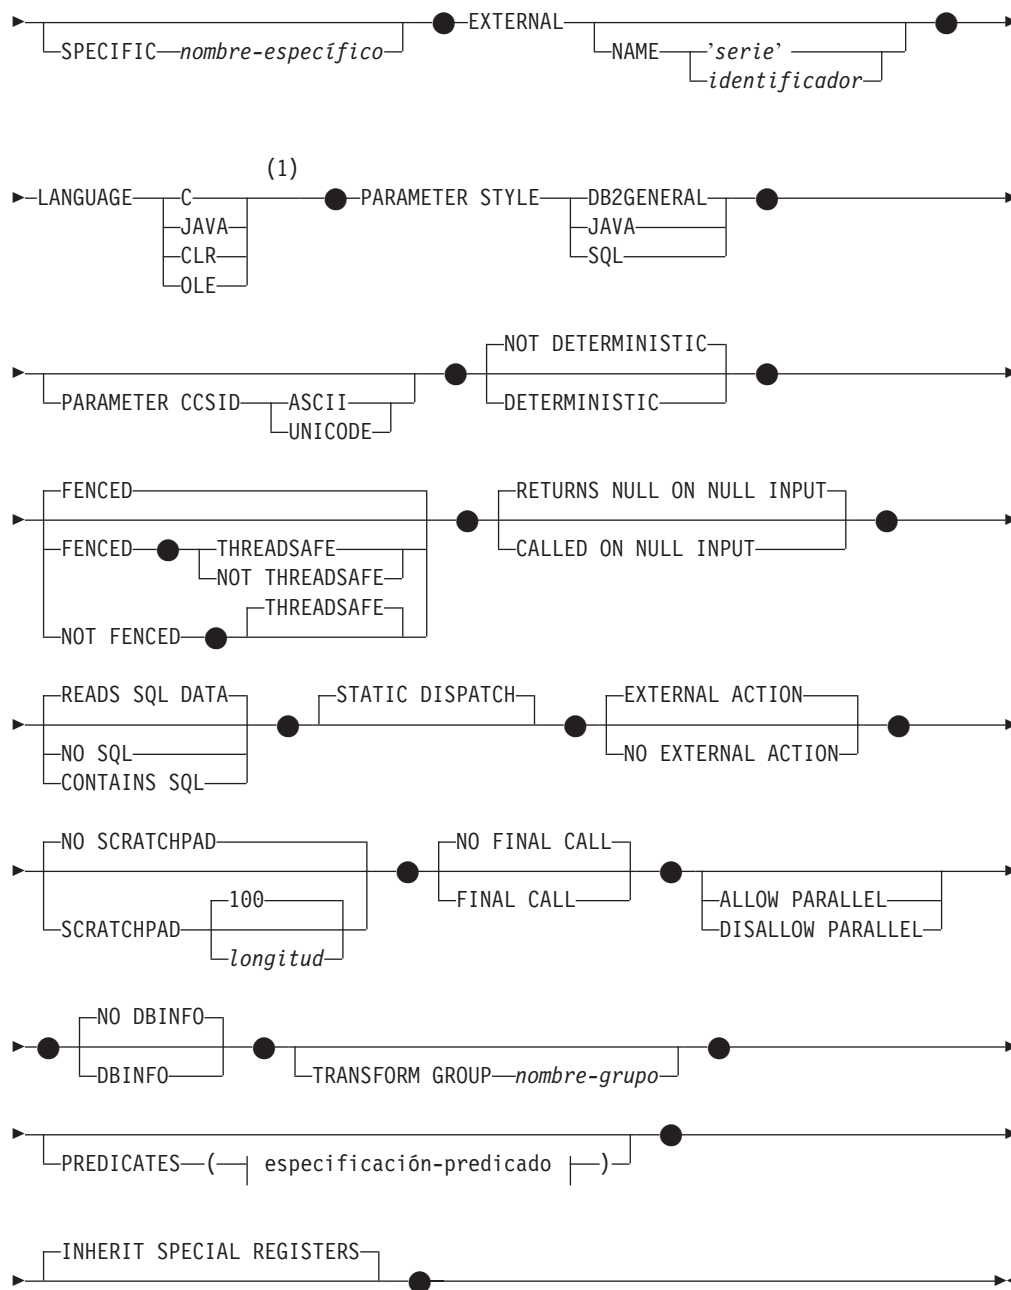 EXTERNAL
SPECIFIC nombre-específico
NAME ’serie’
identificador
(1)
LANGUAGE C PARAMETER STYLE DB2GENERAL
JAVA JAVA
CLR SQL
OLE
NOT DETERMINISTIC
PARAMETER CCSID ASCII DETERMINISTIC
UNICODE
FENCED RETURNS NULL ON NULL INPUT
FENCED THREADSAFE CALLED ON NULL INPUT
NOT THREADSAFE
THREADSAFE
NOT FENCED
READS SQL DATA STATIC DISPATCH EXTERNAL ACTION
NO SQL NO EXTERNAL ACTION
CONTAINS SQL
NO SCRATCHPAD NO FINAL CALL
100 FINAL CALL ALLOW PARALLEL
SCRATCHPAD DISALLOW PARALLEL
longitud
NO DBINFO
DBINFO TRANSFORM GROUP nombre-grupo
PREDICATES ( especificación-predicado )
INHERIT SPECIAL REGISTERS